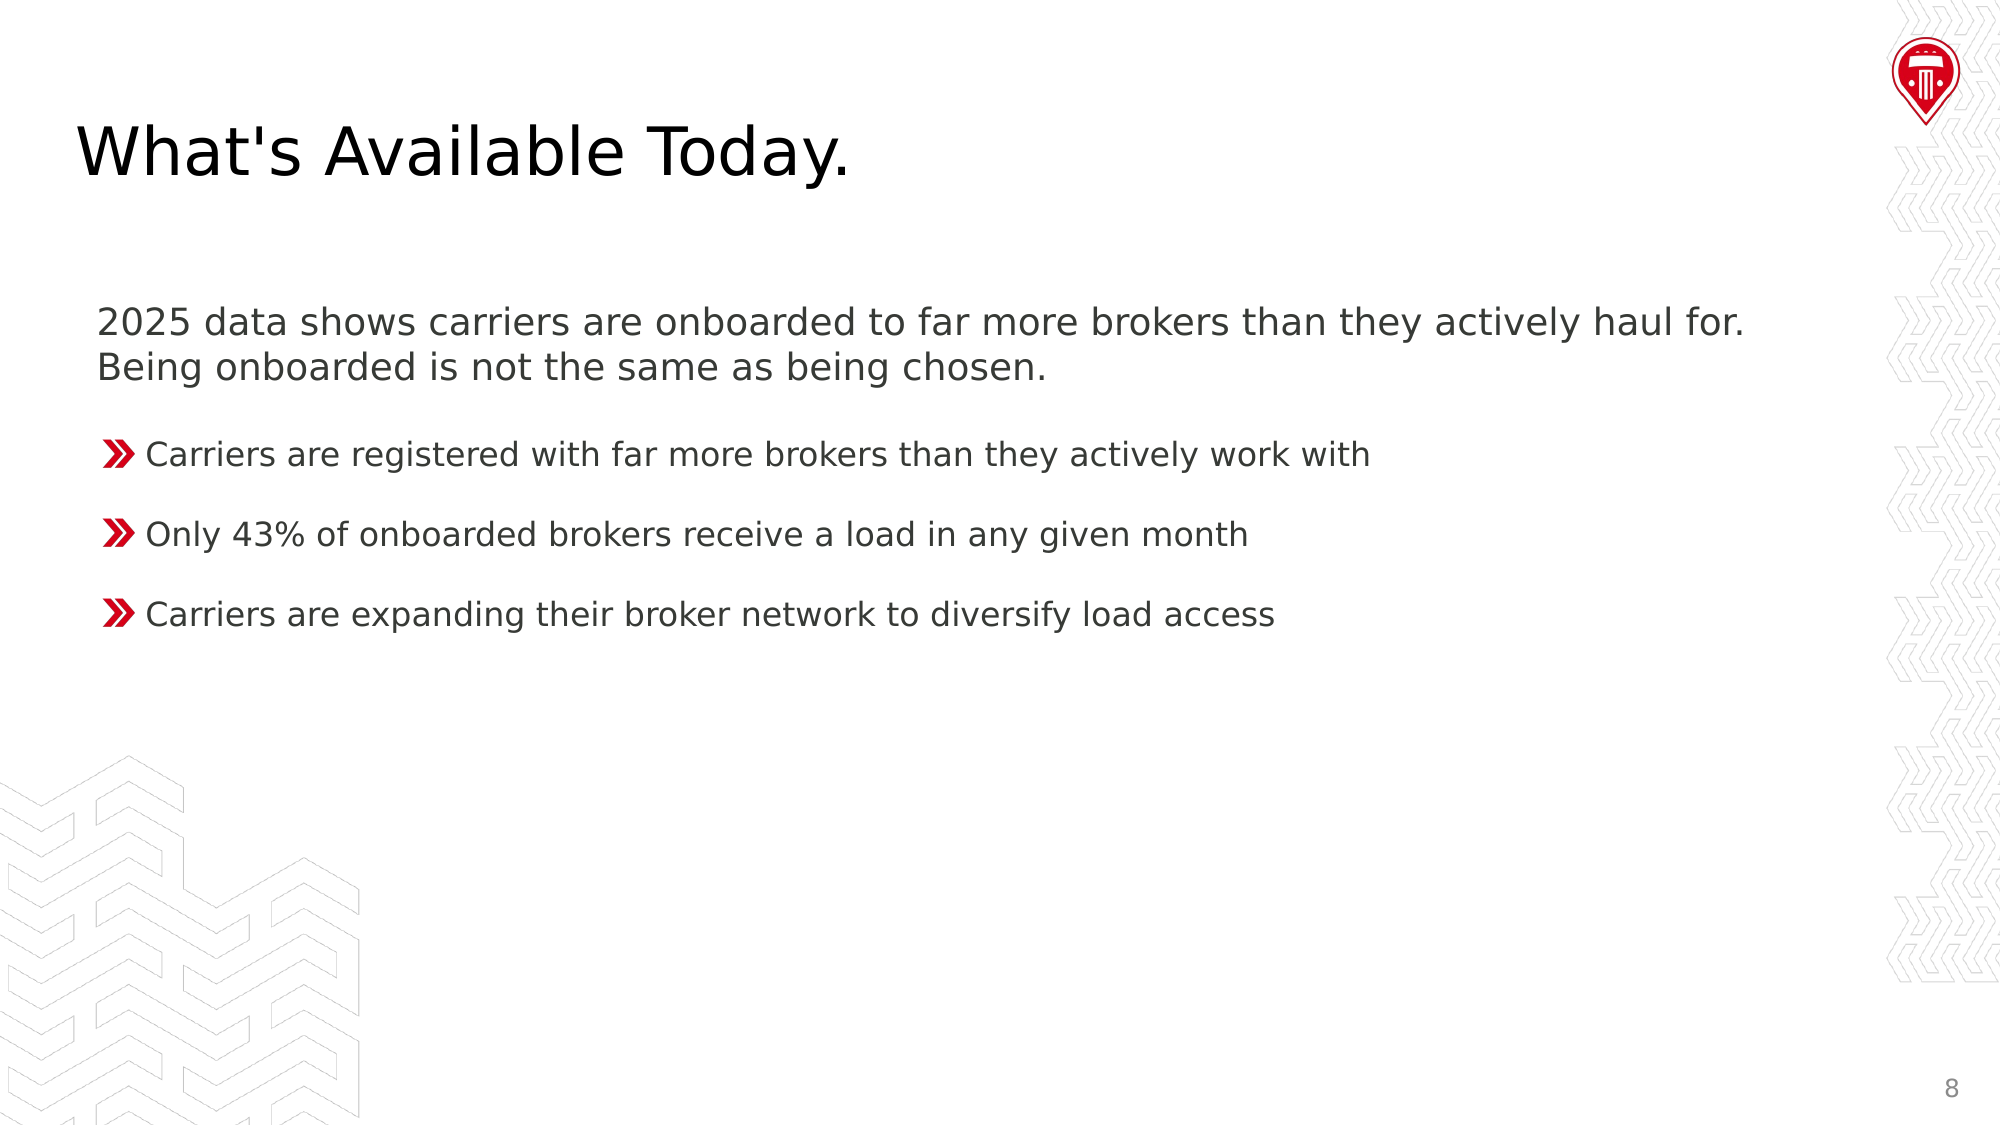 What's Available Today.
2025 data shows carriers are onboarded to far more brokers than they actively haul for.
Being onboarded is not the same as being chosen.
Carriers are registered with far more brokers than they actively work with
Only 43% of onboarded brokers receive a load in any given month
Carriers are expanding their broker network to diversify load access
8